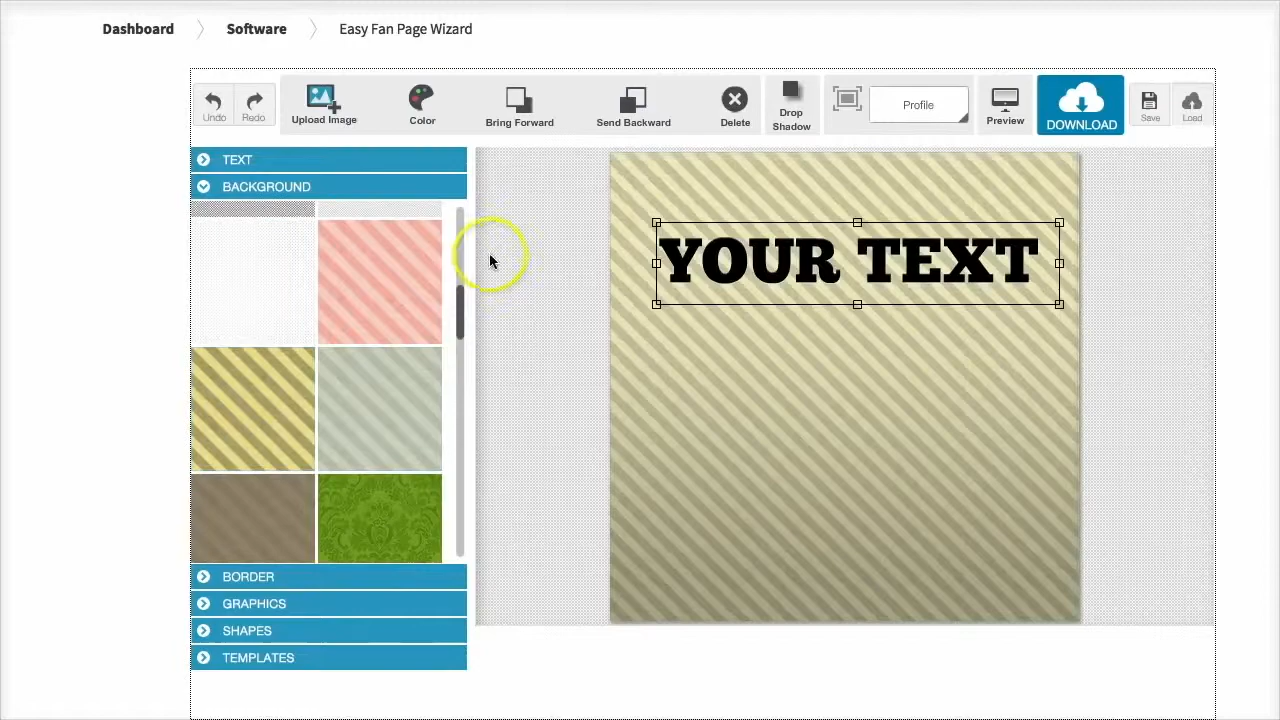 Dashboard Software Easy Fan Page Wizard
Undo Redo Upload Image Color Bring Forward Send Backward Delete Drop Shadow Profile Preview DOWNLOAD Save Load
TEXT
BACKGROUND
YOUR TEXT
BORDER
GRAPHICS
SHAPES
TEMPLATES